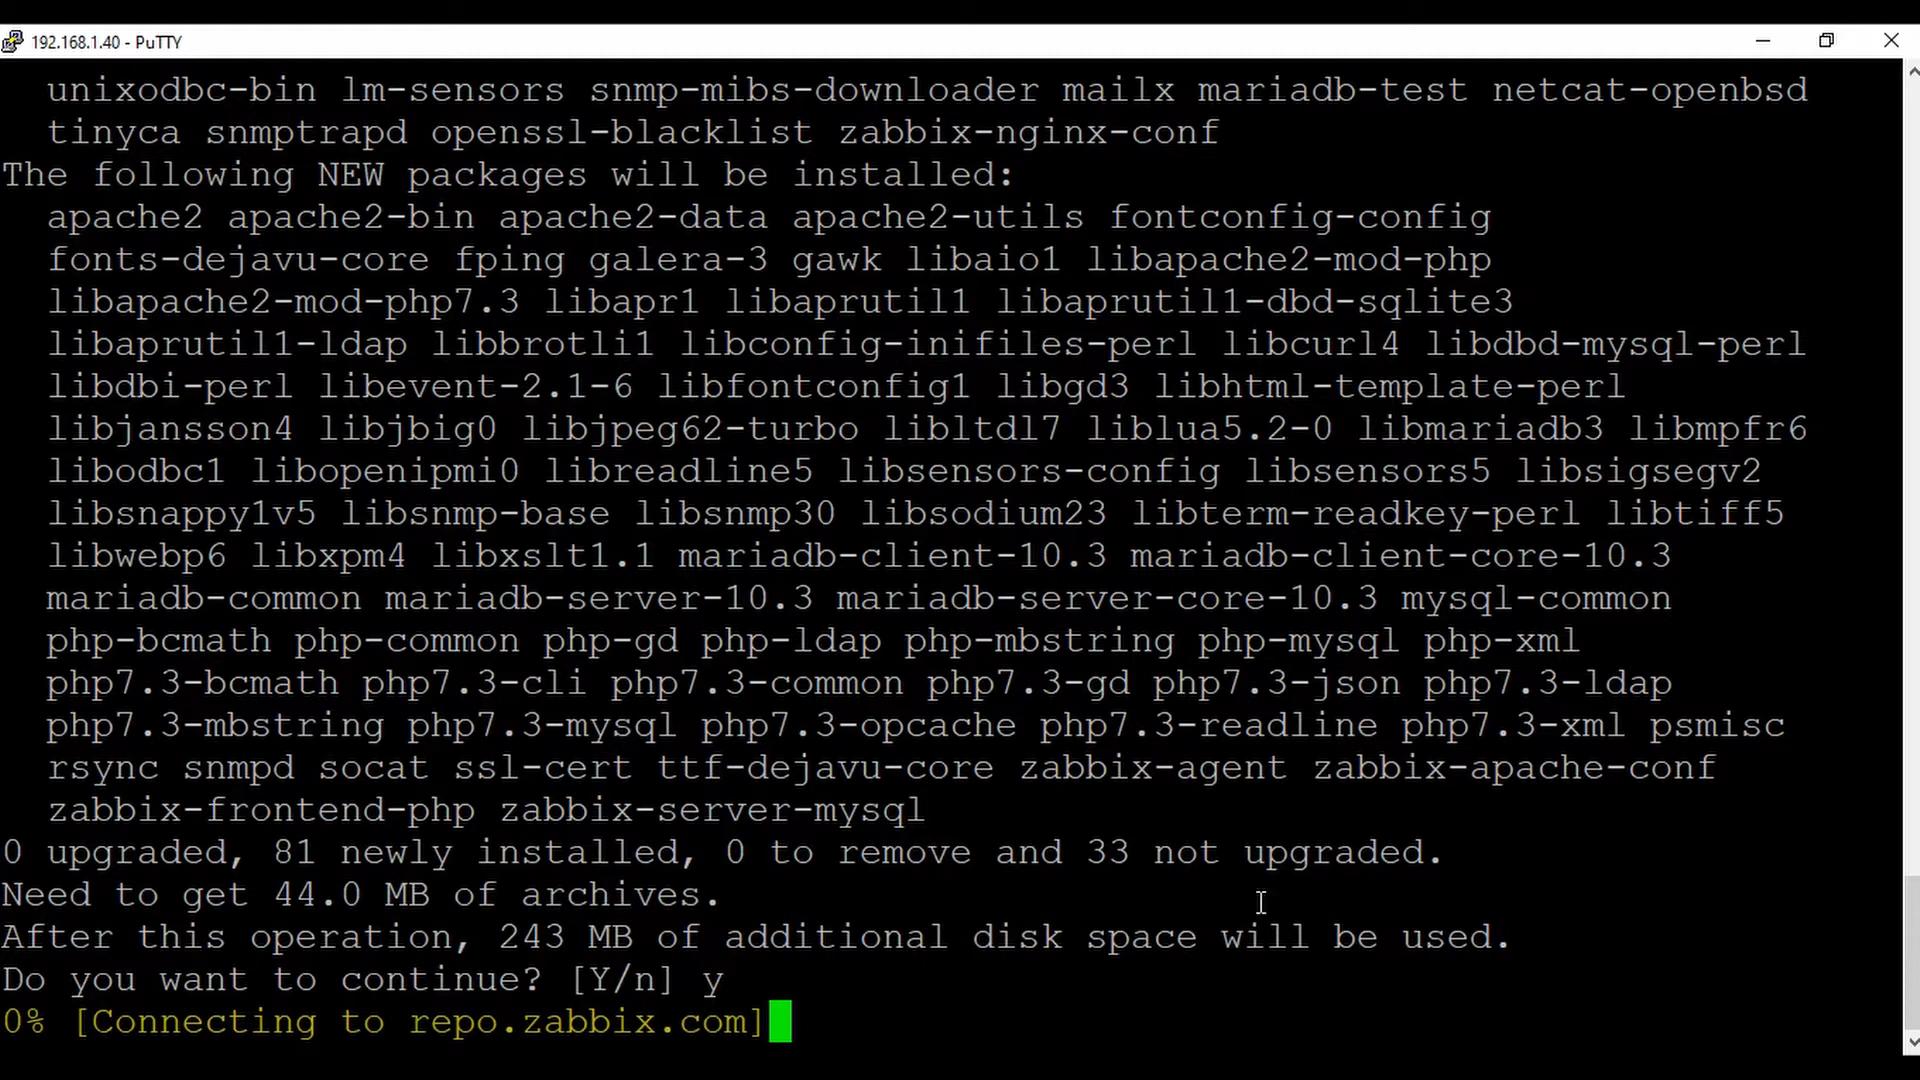 192.168.1.40 - PuTTY
unixodbc-bin lm-sensors snmp-mibs-downloader mailx mariadb-test netcat-openbsd
tinyca snmptrapd openssl-blacklist zabbix-nginx-conf
The following NEW packages will be installed:
apache2 apache2-bin apache2-data apache2-utils fontconfig-config
fonts-dejavu-core fping galera-3 gawk libaio1 libapache2-mod-php
libapache2-mod-php7.3 libapr1 libaprutil1 libaprutil1-dbd-sqlite3
libaprutil1-ldap libbrotli1 libconfig-inifiles-perl libcurl4 libdbd-mysql-perl
libdbi-perl libevent-2.1-6 libfontconfig1 libgd3 libhtml-template-perl
libjansson4 libjbig0 libjpeg62-turbo libltdl7 liblua5.2-0 libmariadb3 libmpfr6
libodbc1 libopenipmi0 libreadline5 libsensors-config libsensors5 libsigsegv2
libsnappy1v5 libsnmp-base libsnmp30 libsodium23 libterm-readkey-perl libtiff5
libwebp6 libxpm4 libxslt1.1 mariadb-client-10.3 mariadb-client-core-10.3
mariadb-common mariadb-server-10.3 mariadb-server-core-10.3 mysql-common
php-bcmath php-common php-gd php-ldap php-mbstring php-mysql php-xml
php7.3-bcmath php7.3-cli php7.3-common php7.3-gd php7.3-json php7.3-ldap
php7.3-mbstring php7.3-mysql php7.3-opcache php7.3-readline php7.3-xml psmisc
rsync snmpd socat ssl-cert ttf-dejavu-core zabbix-agent zabbix-apache-conf
zabbix-frontend-php zabbix-server-mysql
0 upgraded, 81 newly installed, 0 to remove and 33 not upgraded.
Need to get 44.0 MB of archives.
After this operation, 243 MB of additional disk space will be used.
Do you want to continue? [Y/n] y
0% [Connecting to repo.zabbix.com]